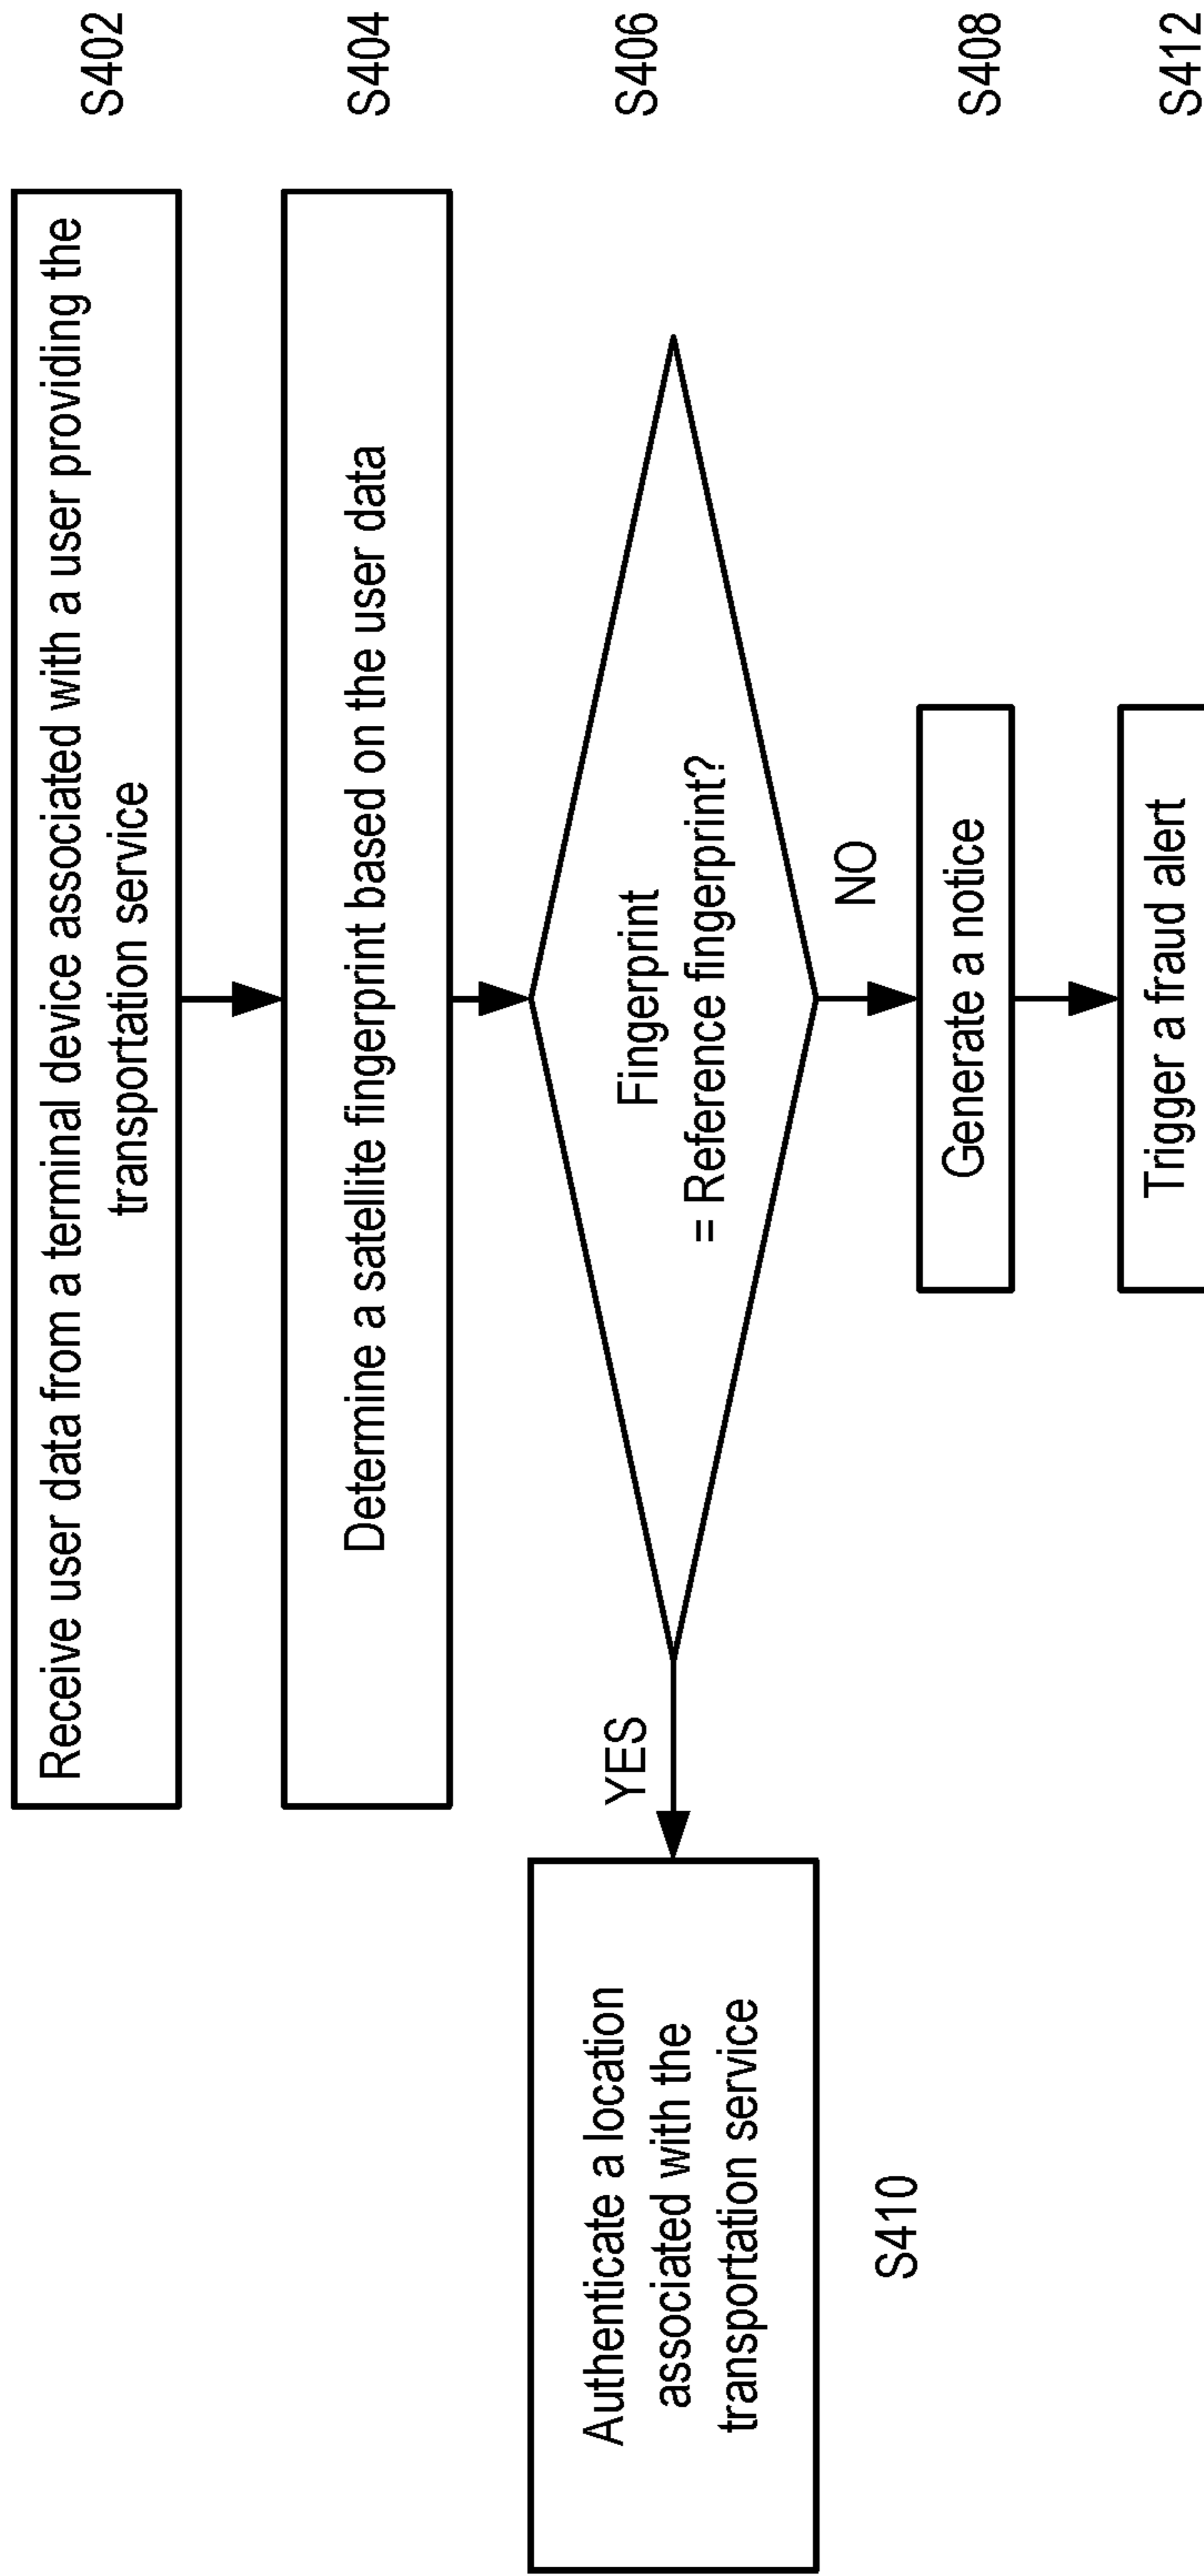 Receive user data from a terminal device associated with a user providing the
transportation service
S402
Determine a satellite fingerprint based on the user data
S404
Fingerprint
= Reference fingerprint?
S406
YES
NO
Authenticate a location
associated with the
transportation service
S410
Generate a notice
S408
Trigger a fraud alert
S412